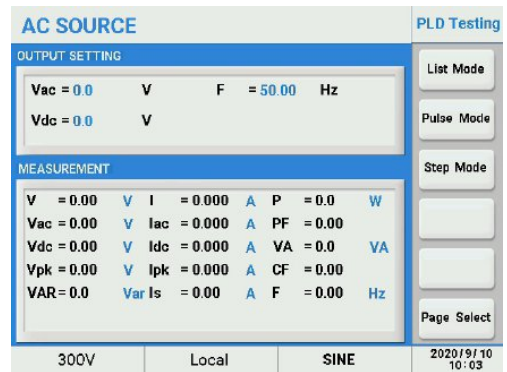 AC SOURCE
PLD Testing
OUTPUT SETTING
Vac = 0.0 V F = 50.00 Hz
Vdc = 0.0 V
MEASUREMENT
V = 0.00 V I = 0.000 A P = 0.0 W
Vac = 0.00 V Iac = 0.000 A PF = 0.00
Vdc = 0.00 V Idc = 0.000 A VA = 0.0 VA
Vpk = 0.00 V Ipk = 0.000 A CF = 0.00
VAR= 0.0 Var Is = 0.00 A F = 0.00 Hz
List Mode
Pulse Mode
Step Mode
Page Select
300V Local SINE
2020/9/10
10:03